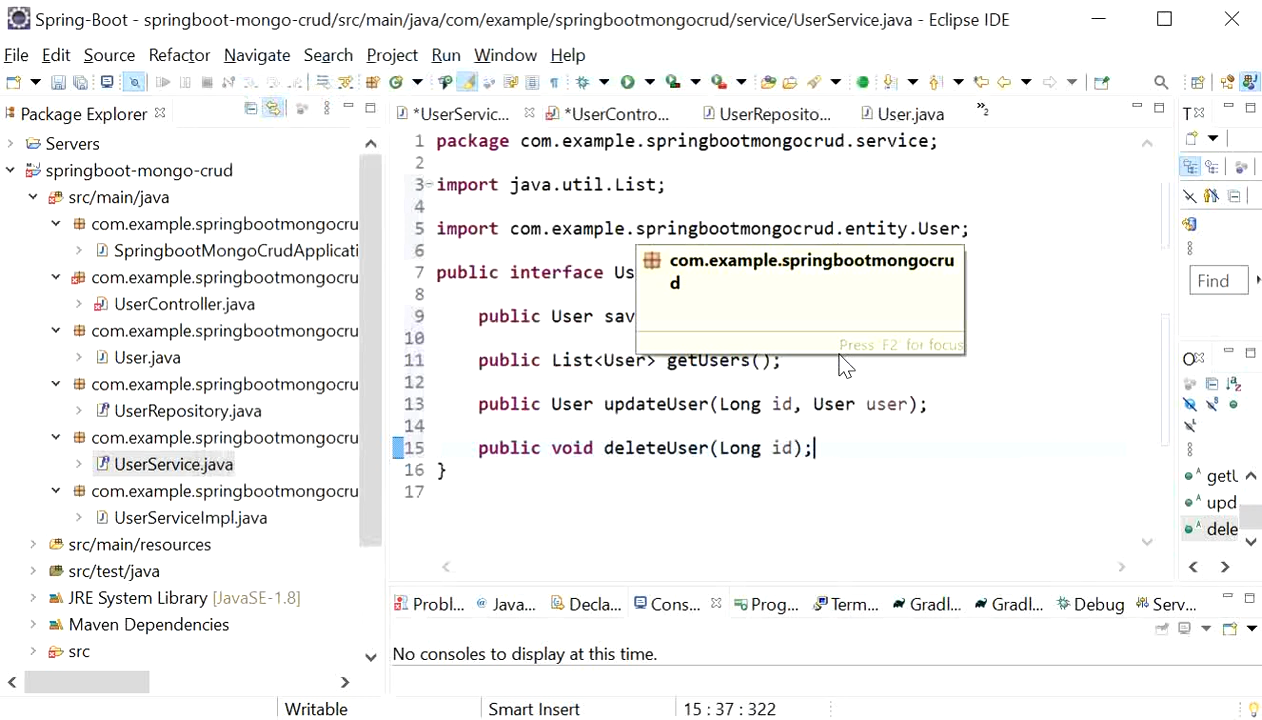 Spring-Boot - springboot-mongo-crud/src/main/java/com/example/springbootmongocrud/service/UserService.java - Eclipse IDE
File Edit Source Refactor Navigate Search Project Run Window Help
Package Explorer
*UserServic... *UserContro... UserReposito... User.java »2
Servers
springboot-mongo-crud
src/main/java
com.example.springbootmongocru
SpringbootMongoCrudApplicati
com.example.springbootmongocru
UserController.java
com.example.springbootmongocru
User.java
com.example.springbootmongocru
UserRepository.java
com.example.springbootmongocru
UserService.java
com.example.springbootmongocru
UserServiceImpl.java
src/main/resources
src/test/java
JRE System Library [JavaSE-1.8]
Maven Dependencies
src
1 package com.example.springbootmongocrud.service;
2
3 import java.util.List;
4
5 import com.example.springbootmongocrud.entity.User;
6
7 public interface Us
8
9 public User sav
10
11 public List<User> getUsers();
12
13 public User updateUser(Long id, User user);
14
15 public void deleteUser(Long id);
16 }
17
com.example.springbootmongocru
d
Press F2 for focus
T
Find
O
getU
upd
dele
Probl... Java... Decla... Cons... Prog... Term... Gradl... Gradl... Debug Serv...
No consoles to display at this time.
Writable Smart Insert 15 : 37 : 322